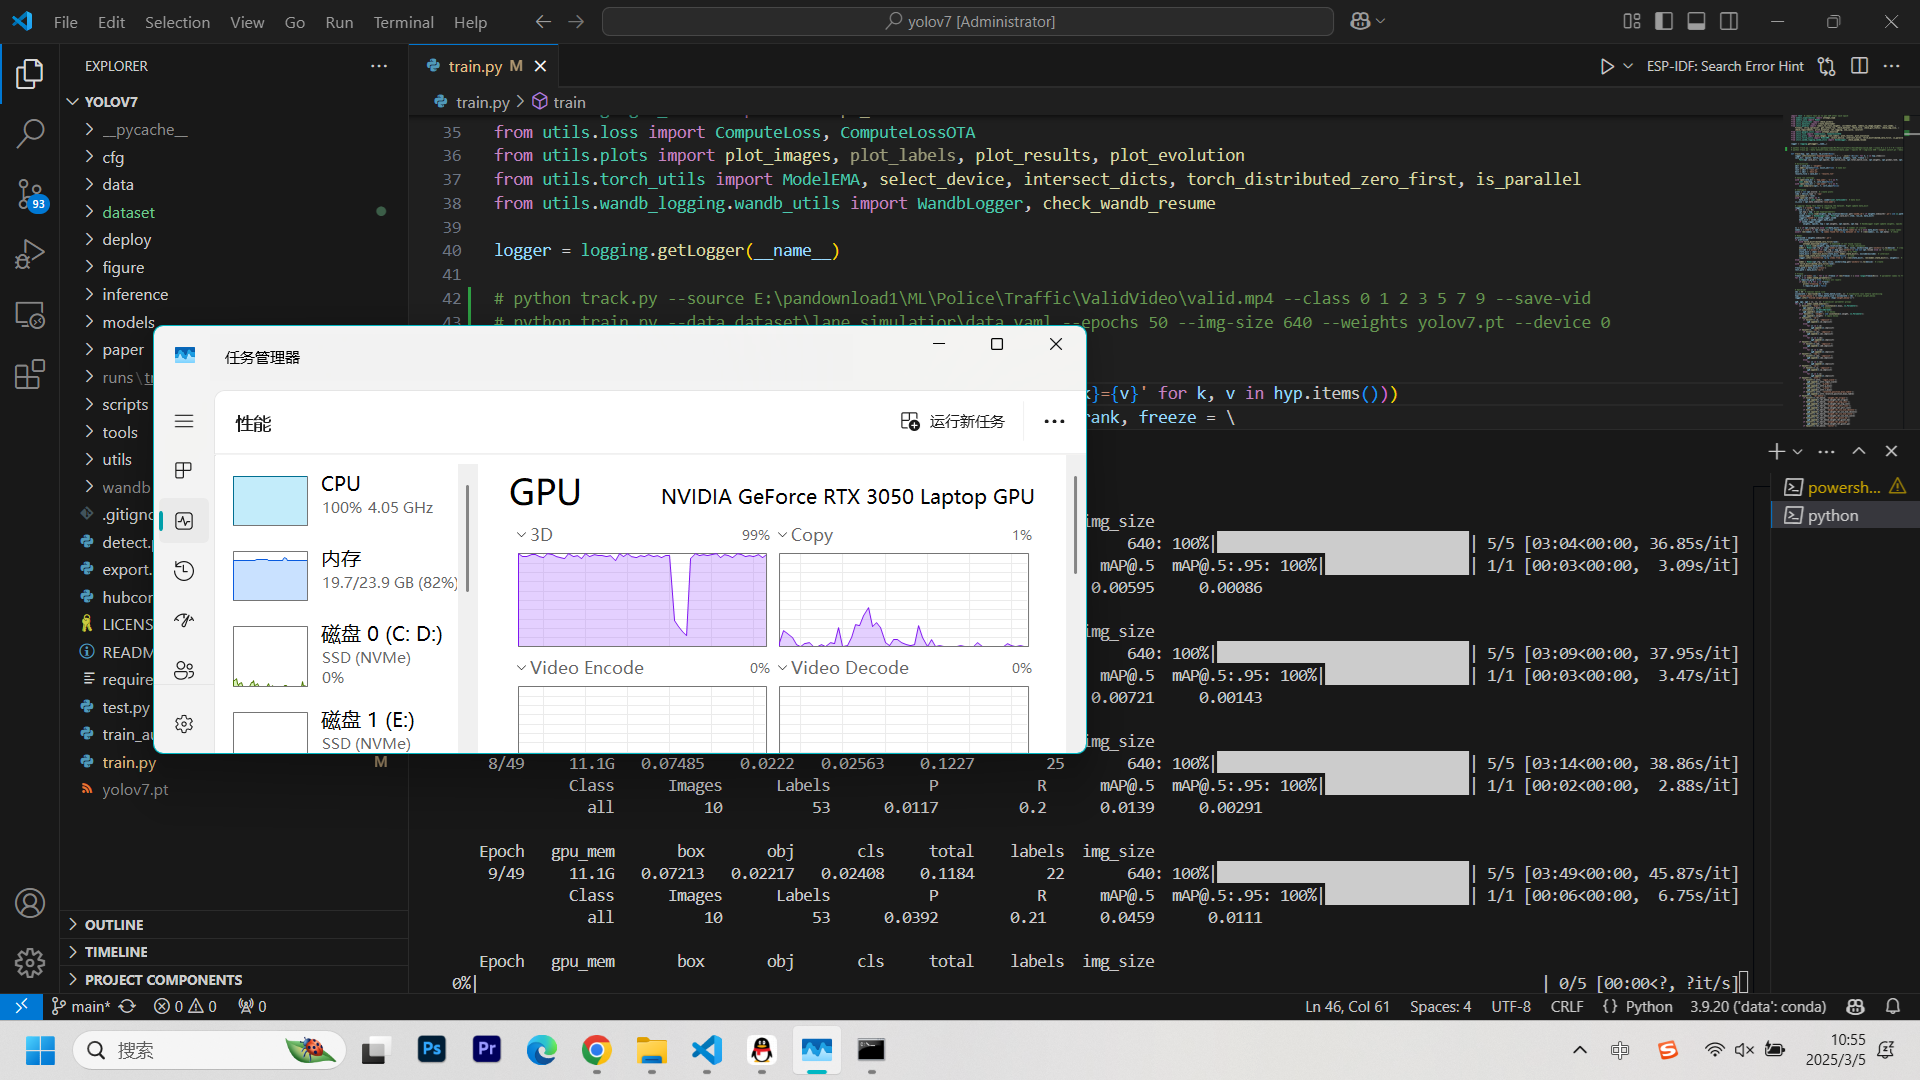 File Edit Selection View Go Run Terminal Help
yolov7 [Administrator]
EXPLORER
train.py M
ESP-IDF: Search Error Hint
YOLOV7
train.py > train
__pycache__
cfg
data
dataset
deploy
figure
inference
models
paper
runs\
scripts
tools
utils
wandb
.gitigno
detect.
export.
hubcor
LICENS
READM
require
test.py
train_au
train.py M
yolov7.pt
OUTLINE
TIMELINE
PROJECT COMPONENTS
93
35 from utils.loss import ComputeLoss, ComputeLossOTA
36 from utils.plots import plot_images, plot_labels, plot_results, plot_evolution
37 from utils.torch_utils import ModelEMA, select_device, intersect_dicts, torch_distributed_zero_first, is_parallel
38 from utils.wandb_logging.wandb_utils import WandbLogger, check_wandb_resume
39
40 logger = logging.getLogger(__name__)
41
42 # python track.py --source E:\pandownload1\ML\Police\Traffic\ValidVideo\valid.mp4 --class 0 1 2 3 5 7 9 --save-vid
43 # python train.py --data dataset\lane_simulation\data.yaml --epochs 50 --img-size 640 --weights yolov7.pt --device 0
k}={v}' for k, v in hyp.items()))
rank, freeze = \
任务管理器
性能
运行新任务
CPU
100% 4.05 GHz
内存
19.7/23.9 GB (82%)
磁盘 0 (C: D:)
SSD (NVMe)
0%
磁盘 1 (E:)
SSD (NVMe)
GPU NVIDIA GeForce RTX 3050 Laptop GPU
3D 99% Copy 1%
Video Encode 0% Video Decode 0%
powersh...
python
img_size
640: 100%| | 5/5 [03:04<00:00, 36.85s/it]
mAP@.5 mAP@.5:.95: 100%| | 1/1 [00:03<00:00, 3.09s/it]
0.00595 0.00086
img_size
640: 100%| | 5/5 [03:09<00:00, 37.95s/it]
mAP@.5 mAP@.5:.95: 100%| | 1/1 [00:03<00:00, 3.47s/it]
0.00721 0.00143
img_size
8/49 11.1G 0.07485 0.0222 0.02563 0.1227 25 640: 100%| | 5/5 [03:14<00:00, 38.86s/it]
Class Images Labels P R mAP@.5 mAP@.5:.95: 100%| | 1/1 [00:02<00:00, 2.88s/it]
all 10 53 0.0117 0.2 0.0139 0.00291
Epoch gpu_mem box obj cls total labels img_size
9/49 11.1G 0.07213 0.02217 0.02408 0.1184 22 640: 100%| | 5/5 [03:49<00:00, 45.87s/it]
Class Images Labels P R mAP@.5 mAP@.5:.95: 100%| | 1/1 [00:06<00:00, 6.75s/it]
all 10 53 0.0392 0.21 0.0459 0.0111
Epoch gpu_mem box obj cls total labels img_size
0%| | 0/5 [00:00<?, ?it/s]
main* 0 0 0
Ln 46, Col 61 Spaces: 4 UTF-8 CRLF {} Python 3.9.20 ('data': conda)
搜索
Ps
Pr
中
10:55
2025/3/5